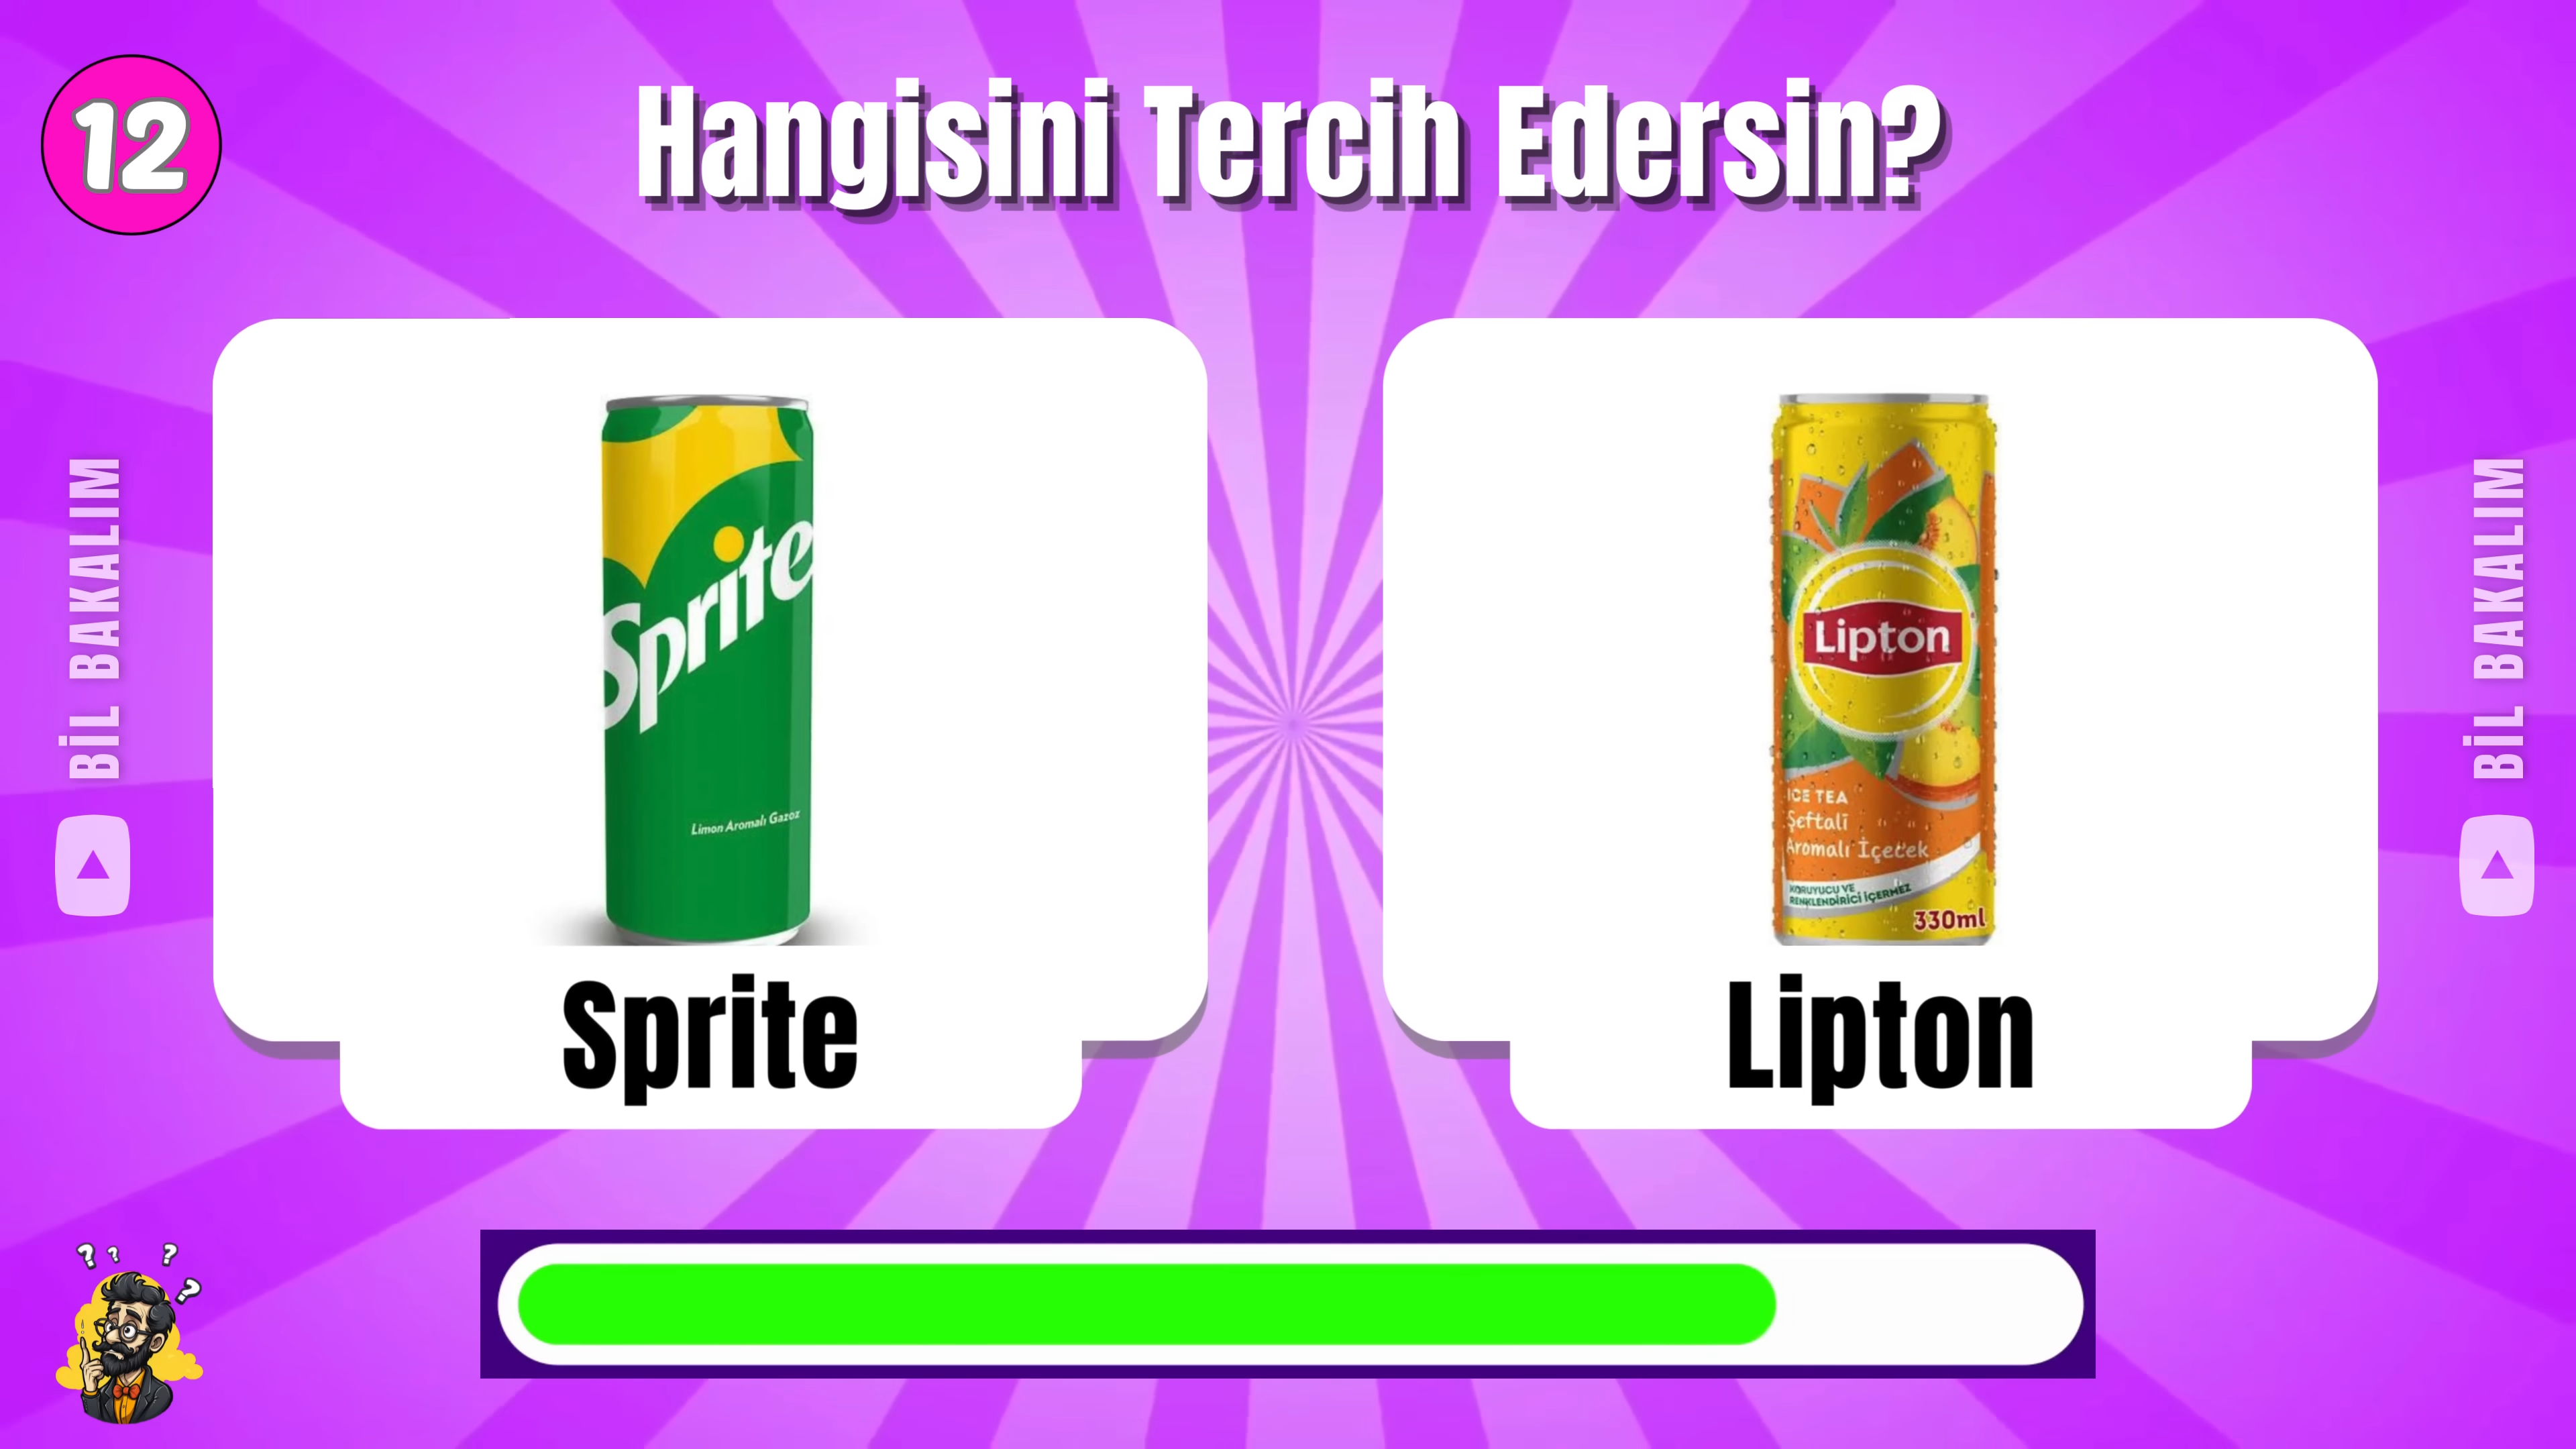 12
Hangisini Tercih Edersin?
BİL BAKALIM
Sprite
Limon Aromalı Gazoz
Lipton
ICE TEA
Şeftali
Aromalı İçecek
KORUYUCU VE
RENKLENDİRİCİ İÇERMEZ
330ml
BİL BAKALIM
Sprite
Lipton
? ? ? ?